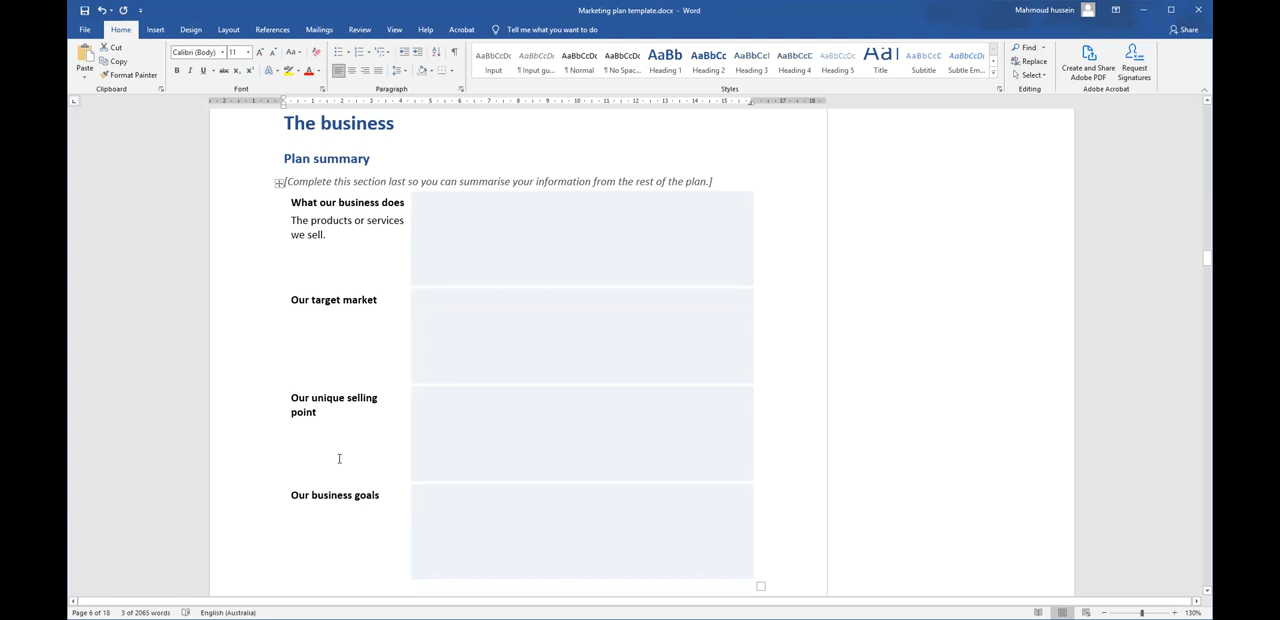 Marketing plan template.docx - Word
Mahmoud hussein
File Home Insert Design Layout References Mailings Review View Help Acrobat Tell me what you want to do Share
Paste
Cut
Copy
Format Painter
Clipboard
Calibri (Body) 11
Font
Paragraph
AaBbCcDc AaBbCcDc AaBbCcDc AaBbCcDc AaBb AaBbCc AaBbCcI AaBbCcE AaBbCcDc AaI AaBbCcE AaBbCcDc
Input ¶ Input gu... ¶ Normal ¶ No Spac... Heading 1 Heading 2 Heading 3 Heading 4 Heading 5 Title Subtitle Subtle Em...
Styles
Find
Replace
Select
Editing
Create and Share
Adobe PDF
Request
Signatures
Adobe Acrobat
The business
Plan summary
[Complete this section last so you can summarise your information from the rest of the plan.]
What our business does
The products or services
we sell.
Our target market
Our unique selling
point
Our business goals
Page 6 of 18 3 of 2065 words English (Australia) 130%